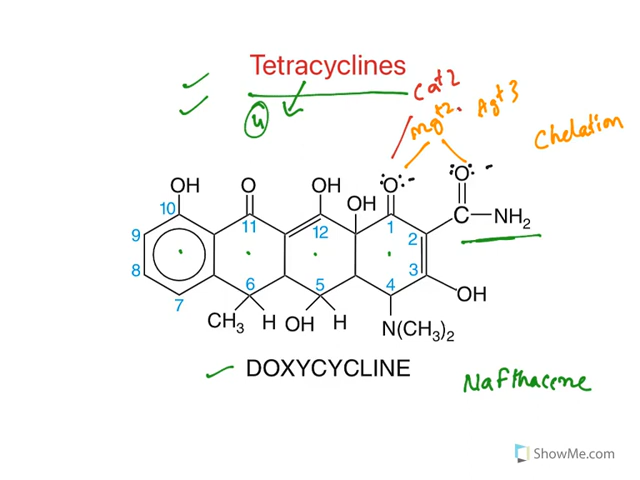 Tetracyclines
Ca+2
4
Mg+2.
Ag+3
Chelation
OH
O
OH
O
O
10
OH
C
NH2
9
11
12
1
2
8
3
7
6
5
4
OH
CH3
H
OH
H
N(CH3)2
DOXYCYCLINE
Nafthacene
ShowMe.com